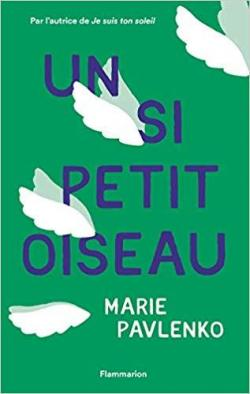 Par l'autrice de Je suis ton soleil
UN
SI
PETIT
OISEAU
MARIE
PAVLENKO
Flammarion